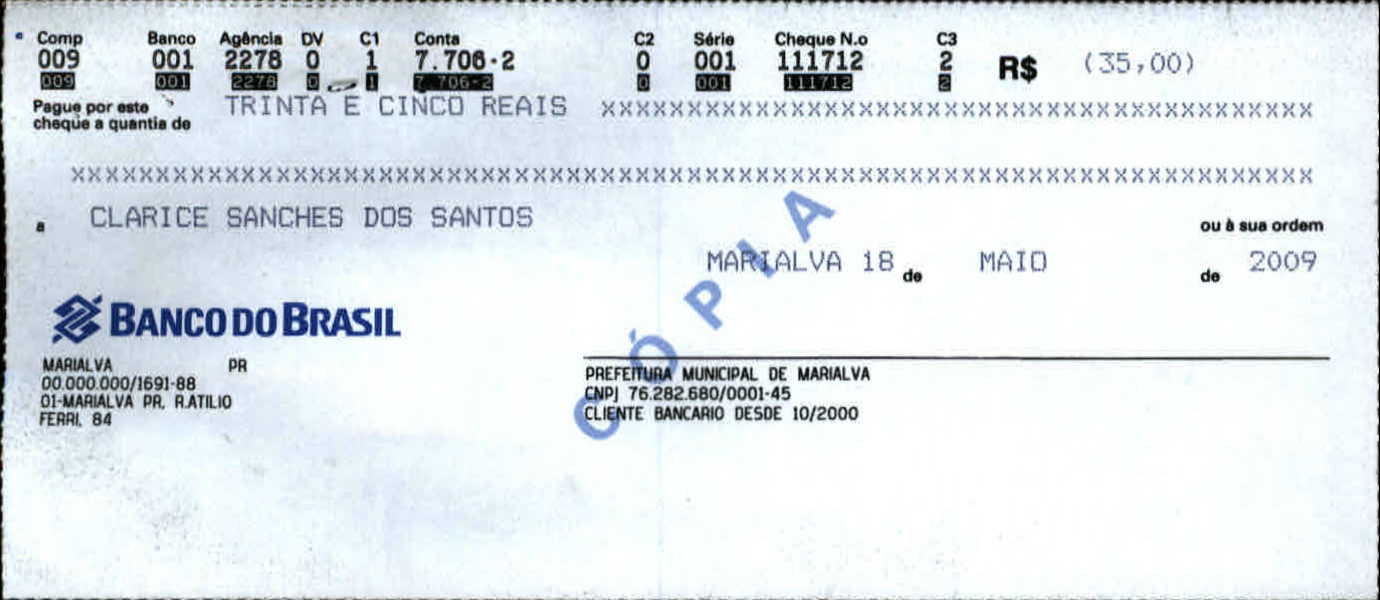 Comp Banco Agência DV C1 Conta C2 Série Cheque N.o C3
009 001 2278 0 1 7.706-2 0 001 111712 2 R$ (35,00)
009 001 2278 0 1 7.706-2 0 001 111712 2
Pague por este TRINTA E CINCO REAIS XXXXXXXXXXXXXXXXXXXXXXXXXXXXXXXXXXXXXXXXXX
cheque a quantia de
XXXXXXXXXXXXXXXXXXXXXXXXXXXXXXXXXXXXXXXXXXXXXXXXXXXXXXXXXXXXXXXXXXXXXXXXX
a CLARICE SANCHES DOS SANTOS ou à sua ordem
MARIALVA 18 de MAIO de 2009
CÓPIA
BANCO DO BRASIL
MARIALVA PR
00.000.000/1691-88
01-MARIALVA PR. R.ATILIO
FERRI, 84
PREFEITURA MUNICIPAL DE MARIALVA
CNPJ 76.282.680/0001-45
CLIENTE BANCARIO DESDE 10/2000